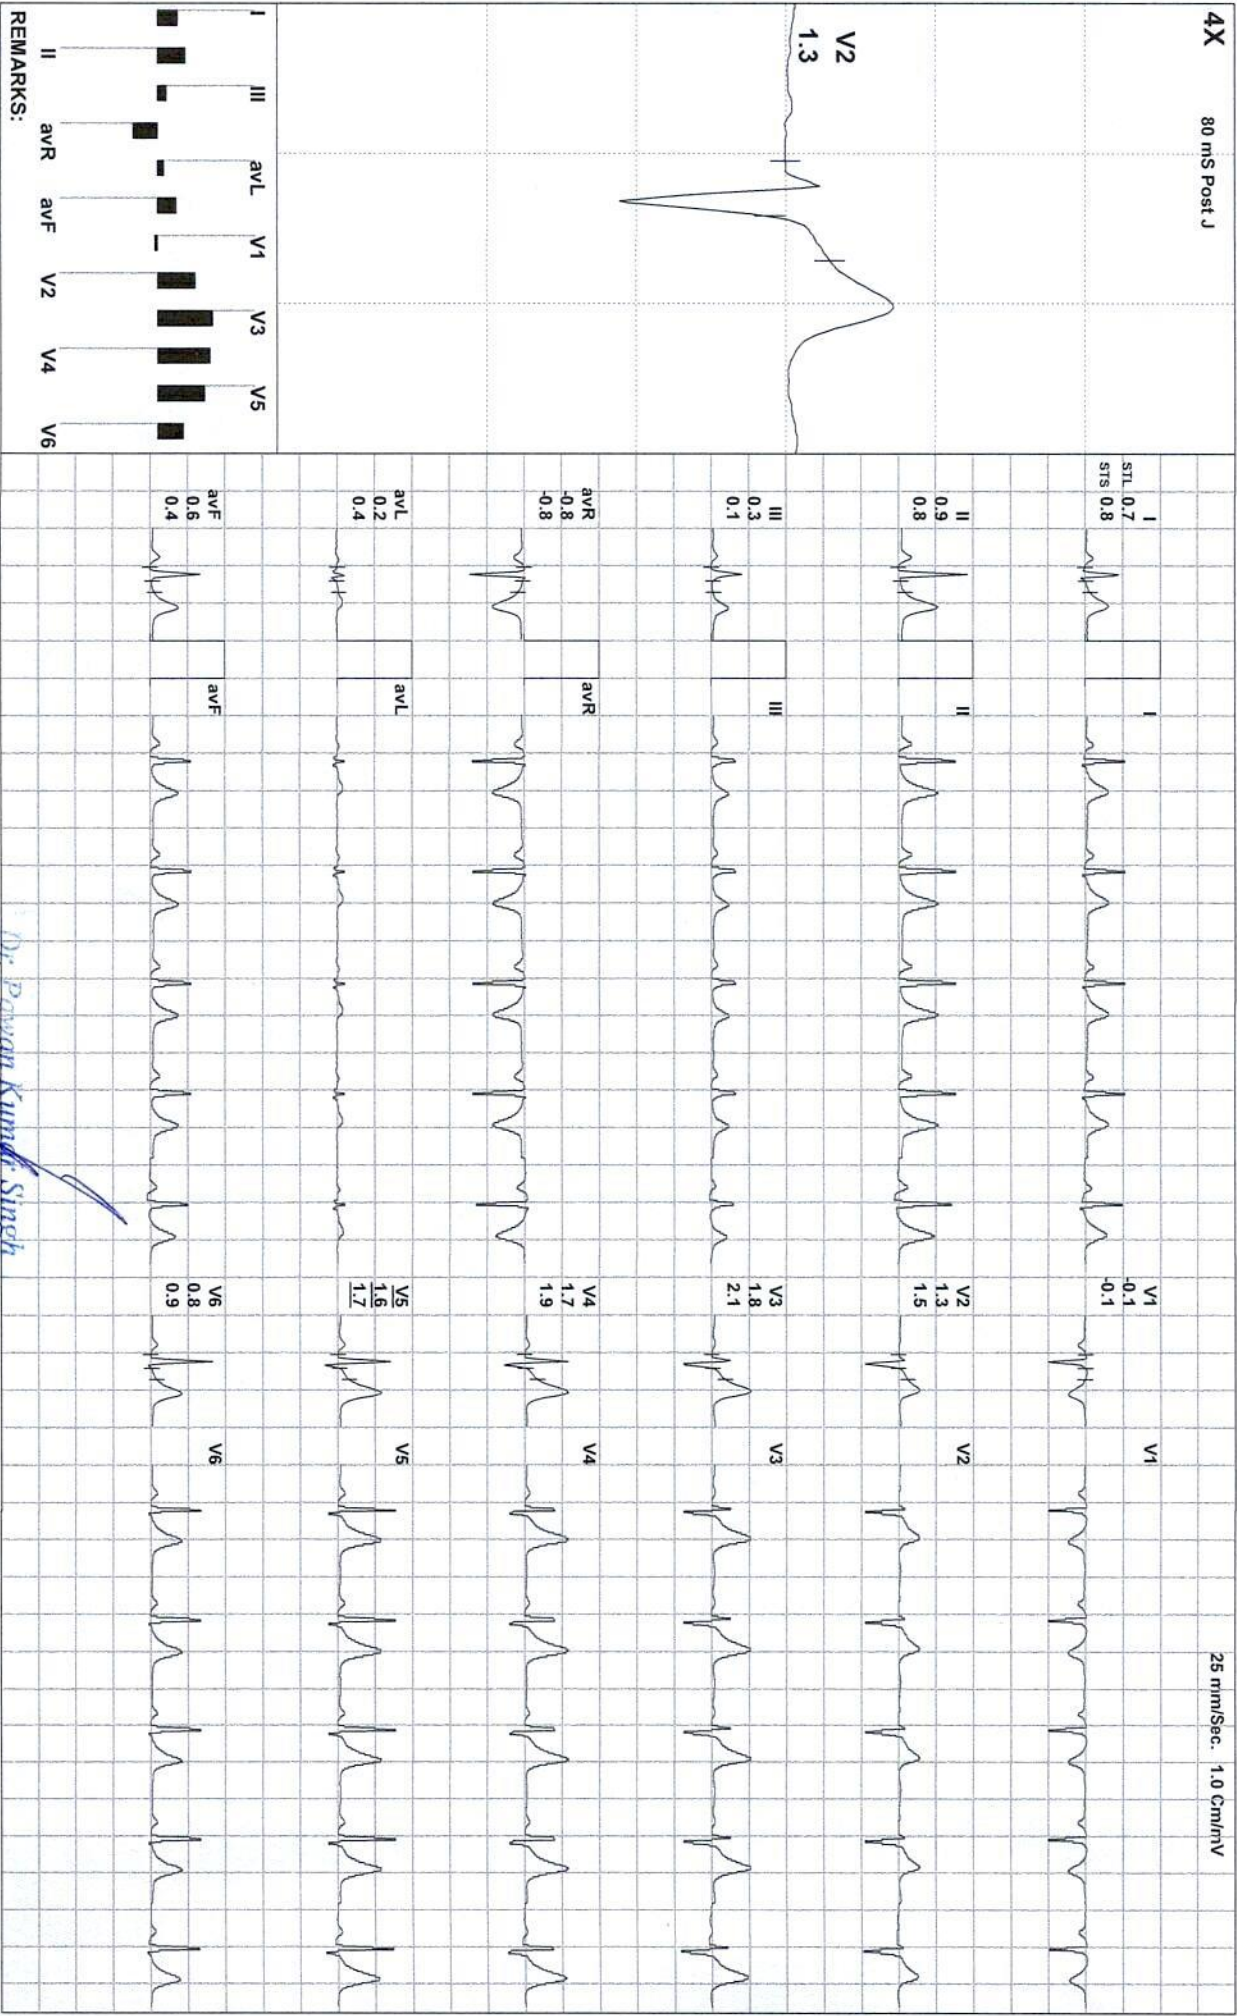 4X
80 mS Post J
25 mm/Sec. 1.0 Cm/mV
V2
1.3
I
STL 0.7
STS 0.8
I
V1
-0.1
-0.1
V1
II
0.9
0.8
II
V2
1.3
1.5
V2
III
0.3
0.1
III
V3
1.8
2.1
V3
avR
-0.8
-0.8
avR
V4
1.7
1.9
V4
avL
0.2
0.4
avL
V5
1.6
1.7
V5
avF
0.6
0.4
avF
V6
0.8
0.9
V6
I III avL V1 V3 V5
II avR avF V2 V4 V6
REMARKS:
Dr. Pawan Kumar Singh